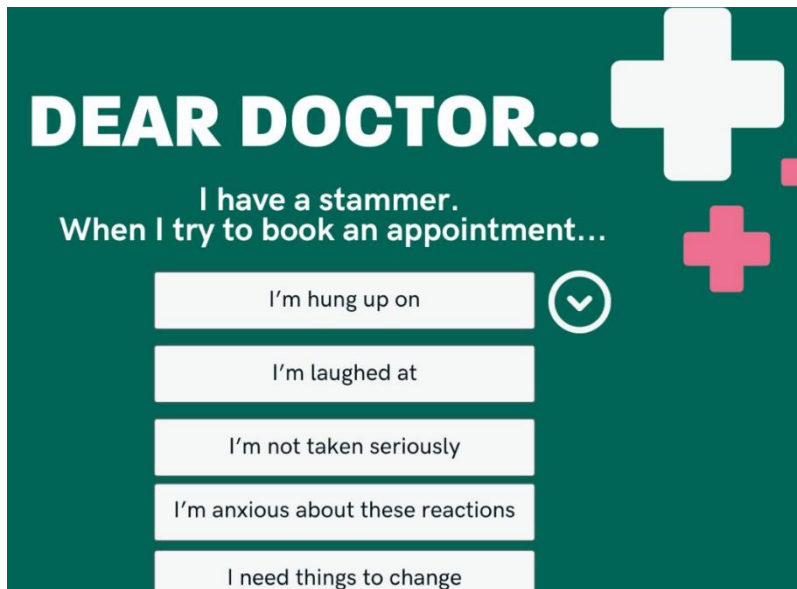 DEAR DOCTOR...
I have a stammer.
When I try to book an appointment...
I'm hung up on
I'm laughed at
I'm not taken seriously
I'm anxious about these reactions
I need things to change